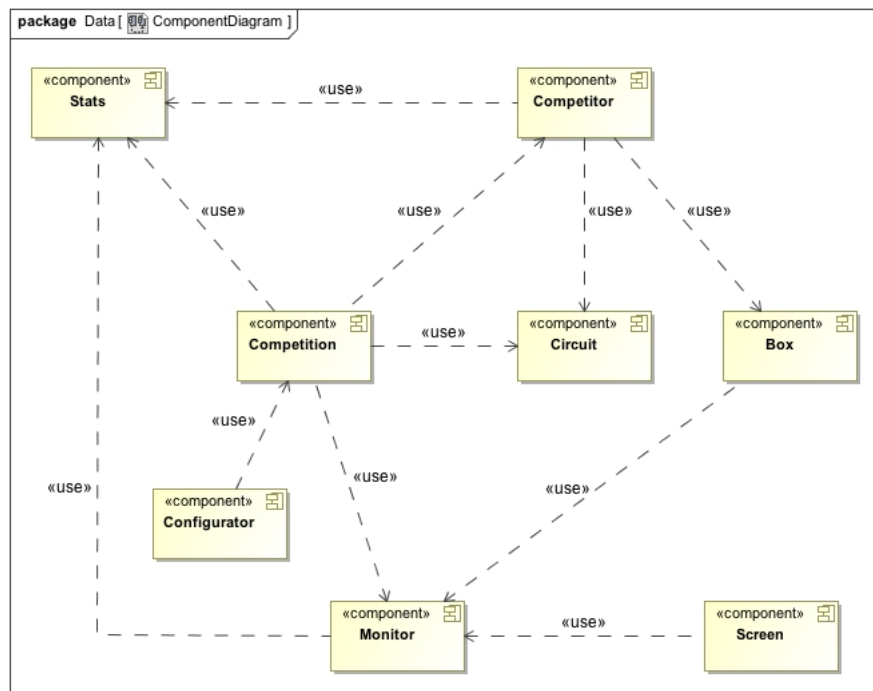 package Data [ ComponentDiagram ]
«component»
Stats
«use»
«component»
Competitor
«use»
«use»
«use»
«use»
«component»
Competition
«use»
«component»
Circuit
«component»
Box
«use»
«use»
«use»
«use»
«component»
Configurator
«component»
Monitor
«use»
«component»
Screen